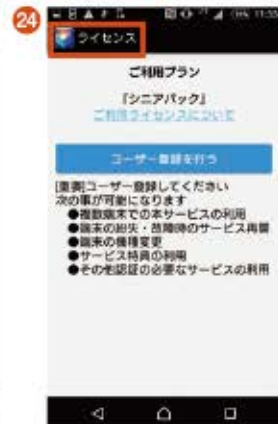 24
ライセンス
ご利用プラン
『シニアパック』
ご利用ライセンスについて
ユーザー登録を行う
[重要]ユーザー登録してください
次の事が可能になります
●複数端末での本サービスの利用
●端末の紛失・故障時のサービス再開
●端末の機種変更
●サービス特典の利用
●その他認証の必要なサービスの利用